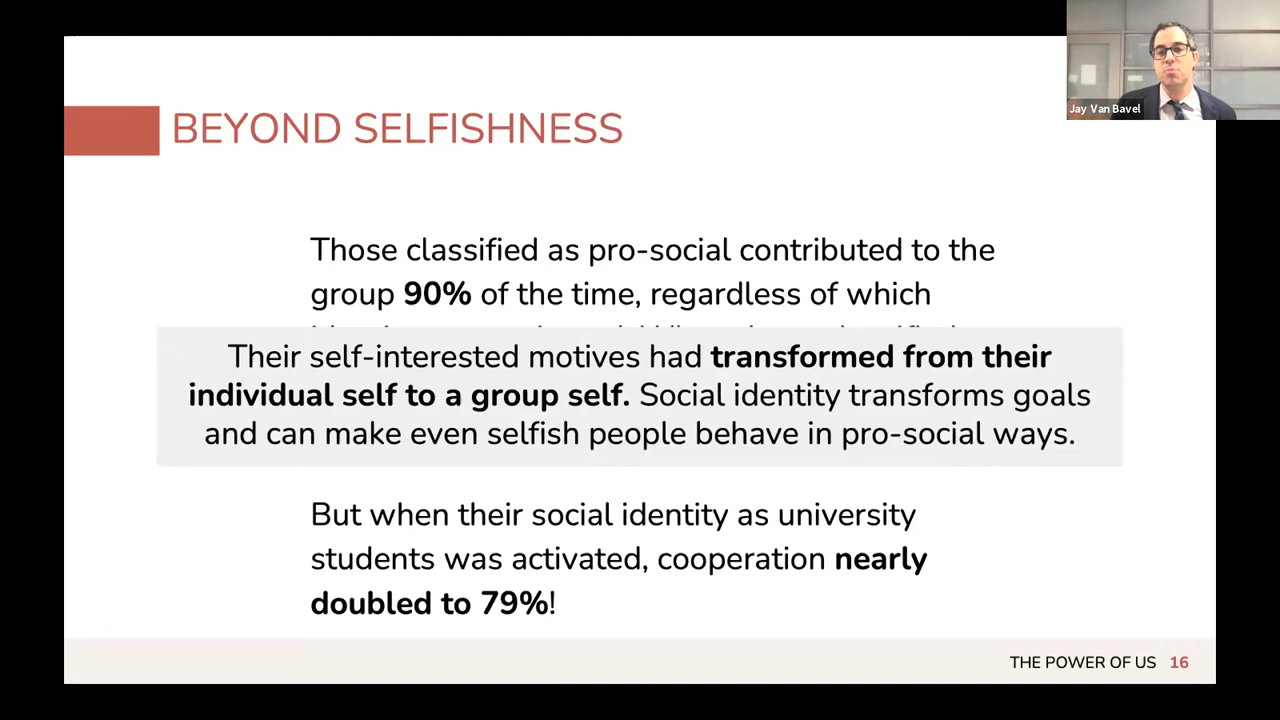 Jay Van Bavel
BEYOND SELFISHNESS
Those classified as pro-social contributed to the
group 90% of the time, regardless of which
Their self-interested motives had transformed from their
individual self to a group self. Social identity transforms goals
and can make even selfish people behave in pro-social ways.
But when their social identity as university
students was activated, cooperation nearly
doubled to 79%!
THE POWER OF US 16